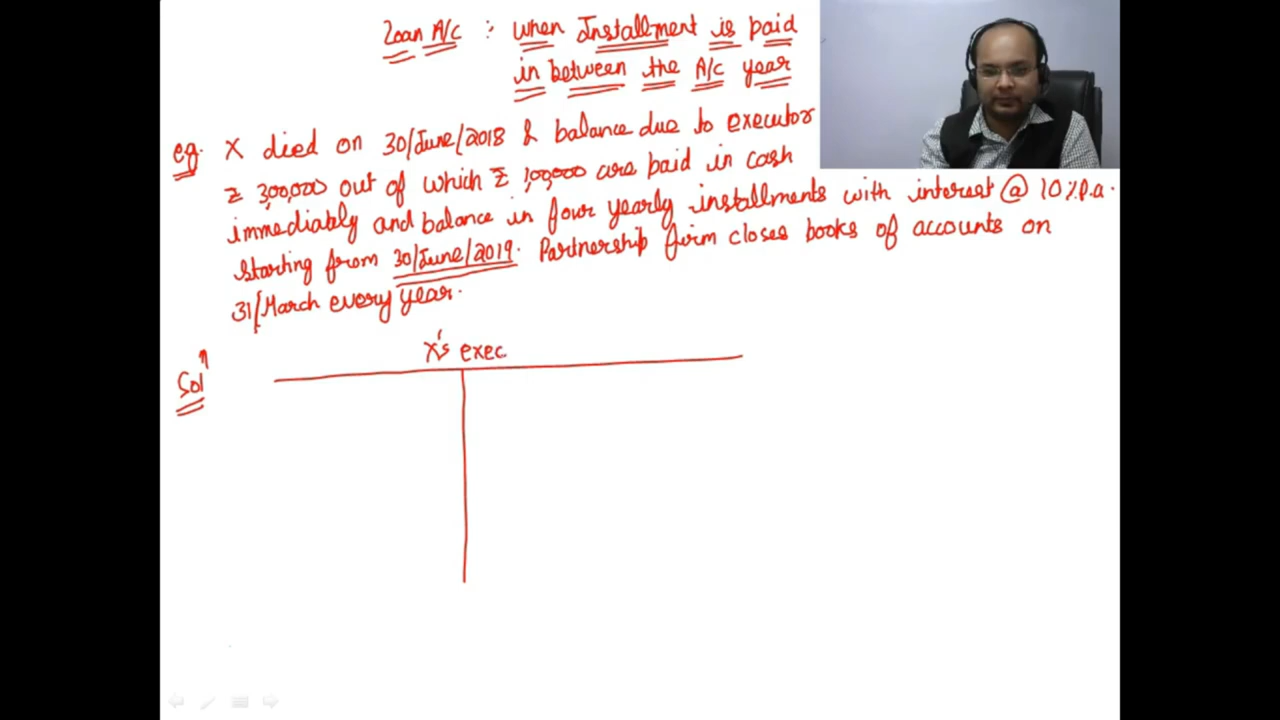 Loan A/c : when Installment is paid
in between the A/c year
eg. X died on 30/June/2018 & balance due to executor
₹ 3,00,000 out of which ₹ 1,00,000 are paid in cash
immediably and balance in four yearly installments with interest @ 10%p.a.
starting from 30/June/2019. Partnership firm closes books of accounts on
31/March every year.
Solⁿ
X's exec.